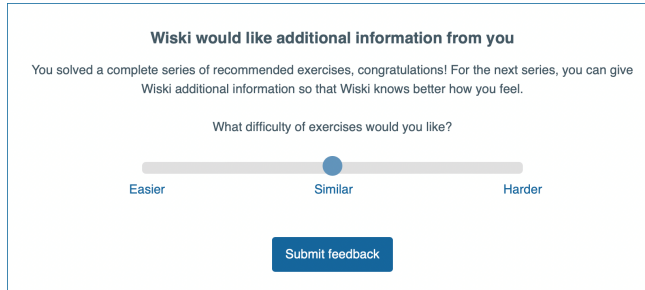 Wiski would like additional information from you
You solved a complete series of recommended exercises, congratulations! For the next series, you can give
Wiski additional information so that Wiski knows better how you feel.
What difficulty of exercises would you like?
Easier Similar Harder
Submit feedback